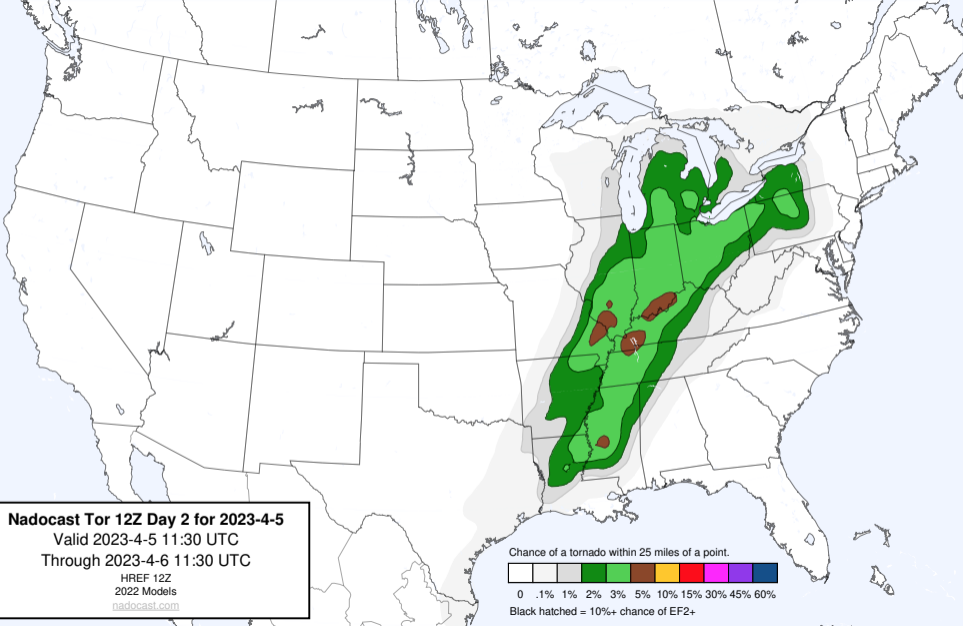 Nadocast Tor 12Z Day 2 for 2023-4-5
Valid 2023-4-5 11:30 UTC
Through 2023-4-6 11:30 UTC
HREF 12Z
2022 Models
nadocast.com
Chance of a tornado within 25 miles of a point.
0 .1% 1% 2% 3% 5% 10% 15% 30% 45% 60%
Black hatched = 10%+ chance of EF2+